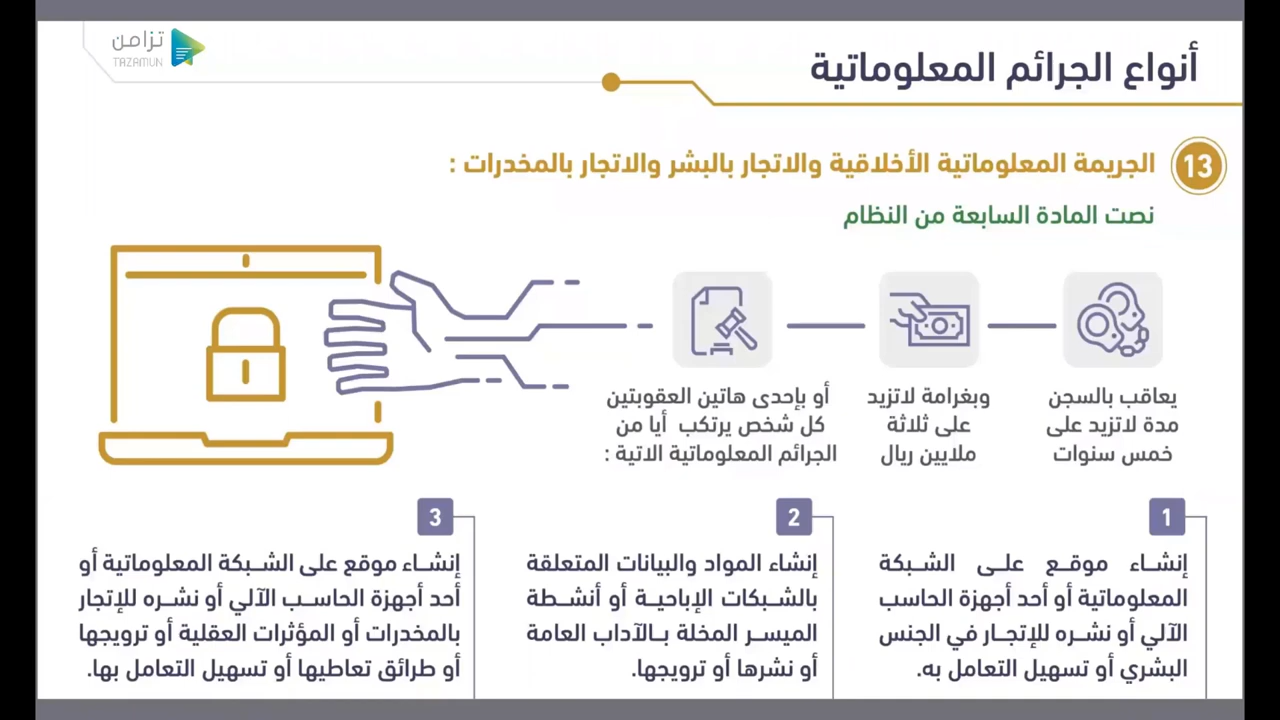 تزامن
TAZAMUN
أنواع الجرائم المعلوماتية
13
الجريمة المعلوماتية الأخلاقية والاتجار بالبشر والاتجار بالمخدرات :
نصت المادة السابعة من النظام
يعاقب بالسجن
مدة لاتزيد على
خمس سنوات
وبغرامة لاتزيد
على ثلاثة
ملايين ريال
أو بإحدى هاتين العقوبتين
كل شخص يرتكب أيا من
الجرائم المعلوماتية الاتية :
1
إنشاء موقع على الشبكة
المعلوماتية أو أحد أجهزة الحاسب
الآلي أو نشره للإتجار في الجنس
البشري أو تسهيل التعامل به.
2
إنشاء المواد والبيانات المتعلقة
بالشبكات الإباحية أو أنشطة
الميسر المخلة بالآداب العامة
أو نشرها أو ترويجها.
3
إنشاء موقع على الشبكة المعلوماتية أو
أحد أجهزة الحاسب الآلي أو نشره للإتجار
بالمخدرات أو المؤثرات العقلية أو ترويجها
أو طرائق تعاطيها أو تسهيل التعامل بها.